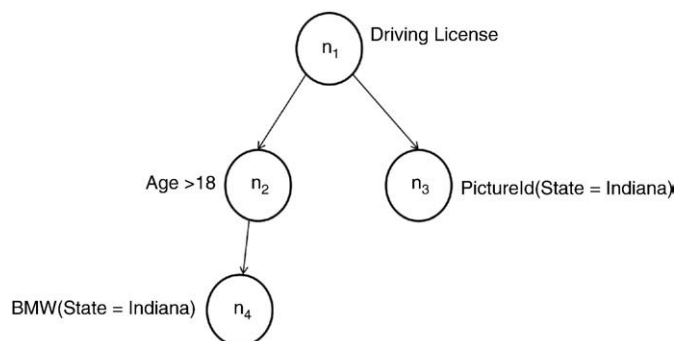 n1 Driving License
Age >18 n2
n3 PictureId(State = Indiana)
BMW(State = Indiana) n4